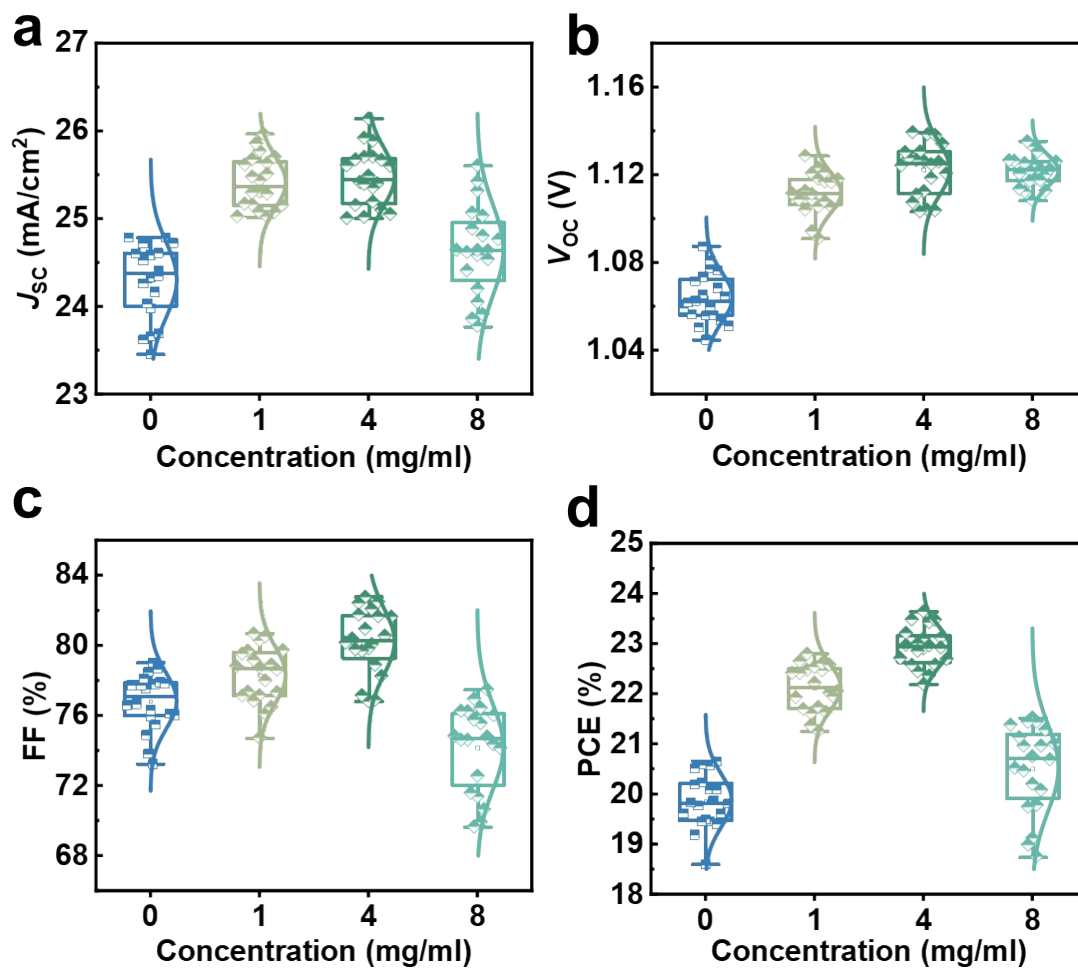 a
27
26
25
24
23
J_SC (mA/cm²)
0 1 4 8
Concentration (mg/ml)
b
1.16
1.12
1.08
1.04
V_OC (V)
0 1 4 8
Concentration (mg/ml)
c
84
80
76
72
68
FF (%)
0 1 4 8
Concentration (mg/ml)
d
25
24
23
22
21
20
19
18
PCE (%)
0 1 4 8
Concentration (mg/ml)